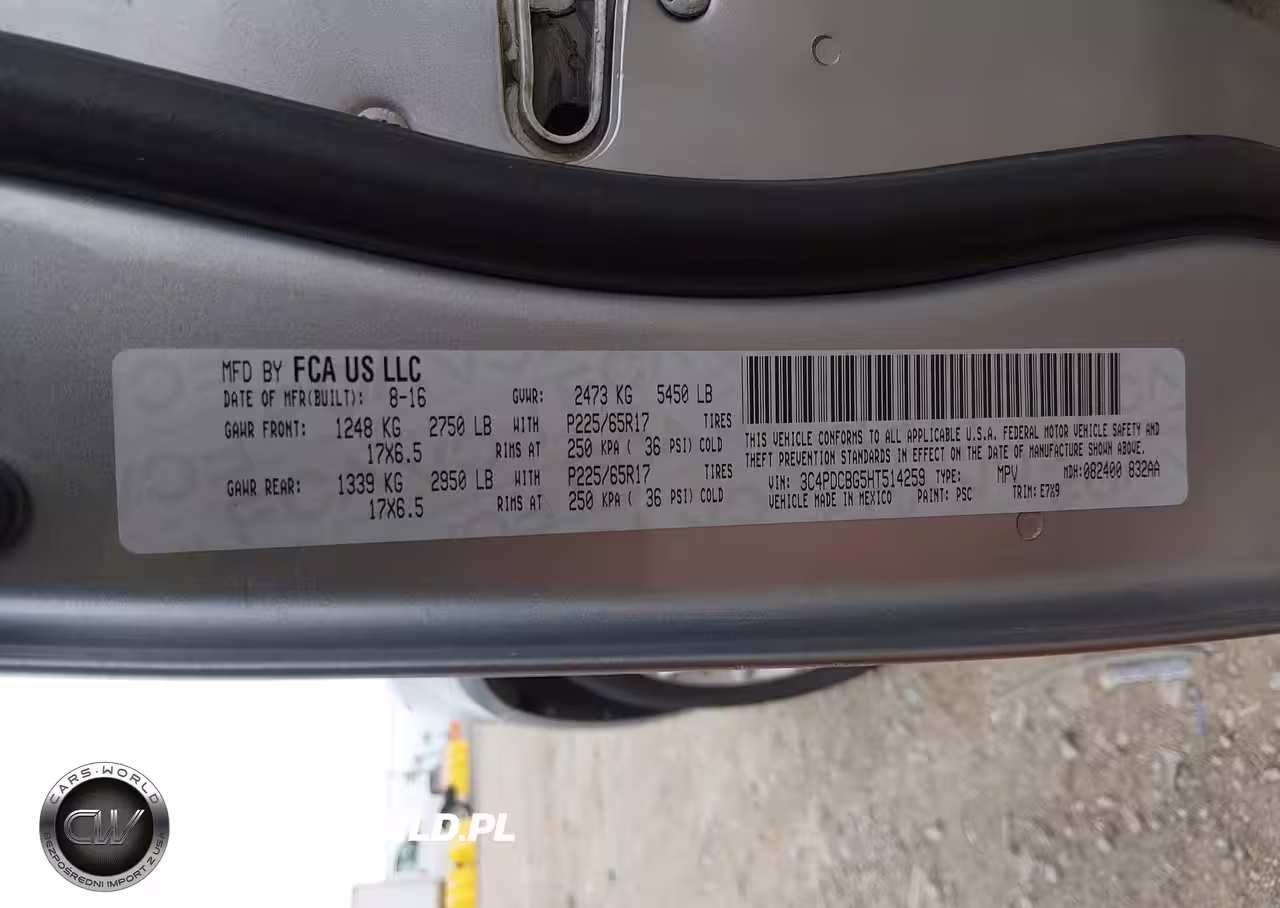 MFD BY FCA US LLC
DATE OF MFR(BUILT): 8-16 GVWR: 2473 KG 5450 LB
GAWR FRONT: 1248 KG 2750 LB WITH P225/65R17 TIRES
17X6.5 RIMS AT 250 KPA ( 36 PSI) COLD
GAWR REAR: 1339 KG 2950 LB WITH P225/65R17 TIRES
17X6.5 RIMS AT 250 KPA ( 36 PSI) COLD
THIS VEHICLE CONFORMS TO ALL APPLICABLE U.S.A. FEDERAL MOTOR VEHICLE SAFETY AND
THEFT PREVENTION STANDARDS IN EFFECT ON THE DATE OF MANUFACTURE SHOWN ABOVE.
VIN: 3C4PDCBG5HT514259 TYPE: MPV MDH:082400 832AA
VEHICLE MADE IN MEXICO PAINT: PSC TRIM: E7X9
CARS-WORLD
CW
BEZPOŚREDNI IMPORT Z USA
LD.PL